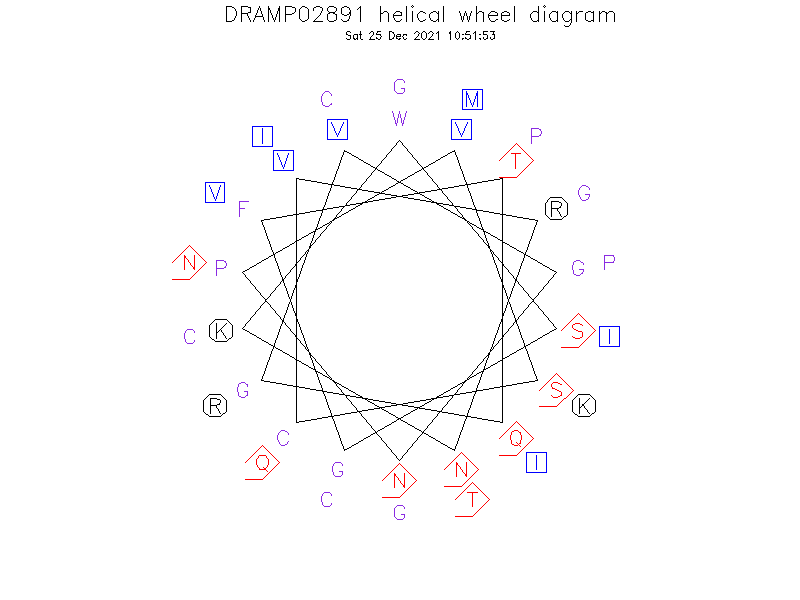 DRAMP02891 helical wheel diagram
Sat 25 Dec 2021 10:51:53
G
C M
W
V V
I P
V T
V G
F R
N P G P
C K S I
G S
R K
C Q
Q I
G N
N
C T
G